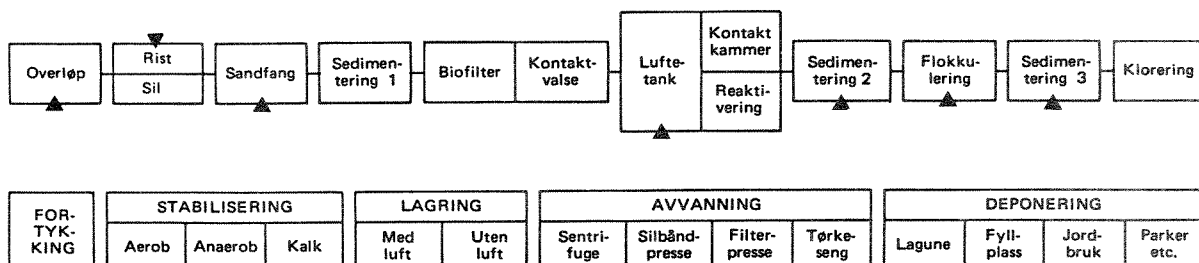 Overløp
Rist
Sil
Sandfang
Sedimen-
tering 1
Biofilter
Kontakt-
valse
Lufte-
tank
Kontakt
kammer
Reakti-
vering
Sedimen-
tering 2
Flokku-
lering
Sedimen-
tering 3
Klorering
FOR-
TYK-
KING
STABILISERING
Aerob
Anaerob
Kalk
LAGRING
Med
luft
Uten
luft
AVVANNING
Sentri-
fuge
Silbånd-
presse
Filter-
presse
Tørke-
seng
DEPONERING
Lagune
Fyll-
plass
Jord-
bruk
Parker
etc.